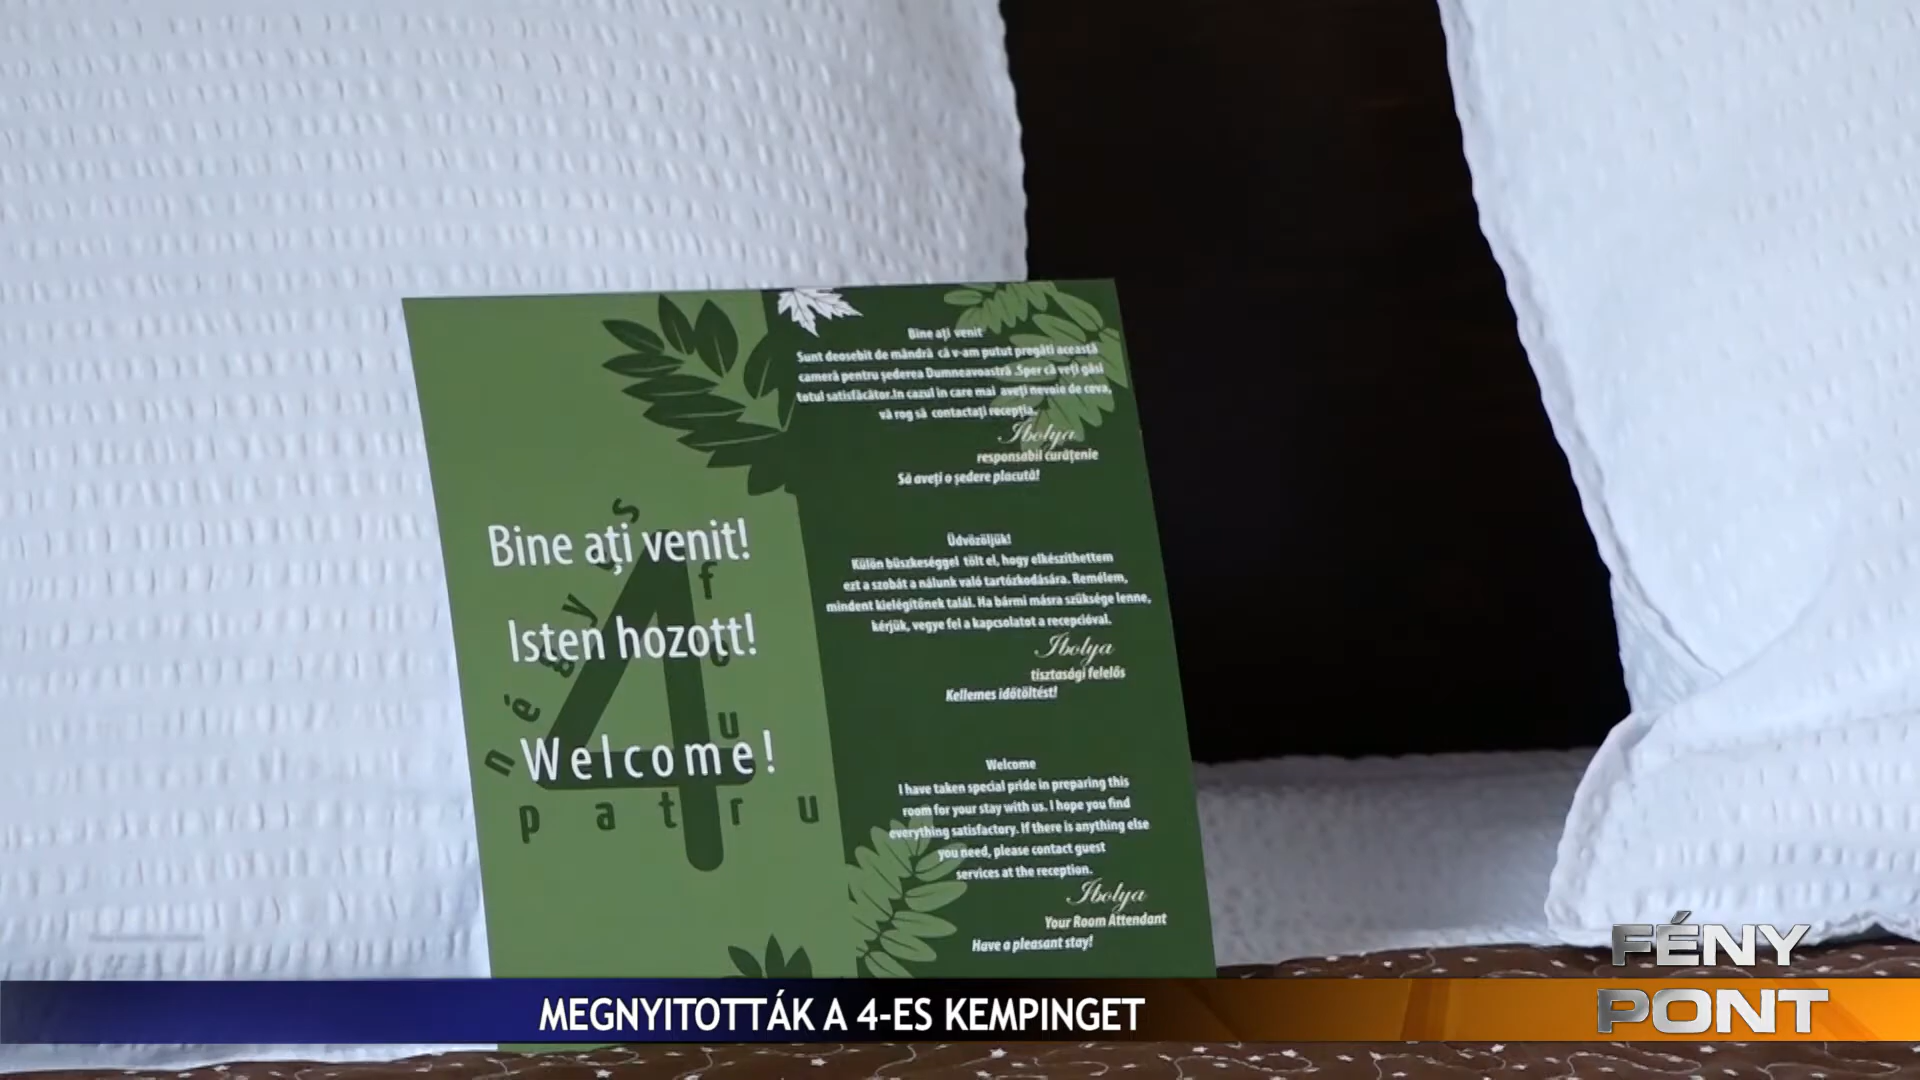 Bine ați venit!
Isten hozott!
Welcome!
4
négyes
four
patru
Bine ați venit
Sunt deosebit de mândră că v-am putut pregăti această
cameră pentru șederea Dumneavoastră .Sper că veți găsi
totul satisfăcător.In cazul in care mai aveți nevoie de ceva,
vă rog să contactați recepția.
Ibolya
responsabil curățenie
Să aveți o ședere placută!
Üdvözöljük!
Külön büszkeséggel tölt el, hogy elkészíthettem
ezt a szobát a nálunk való tartózkodására. Remélem,
mindent kielégítőnek talál. Ha bármi másra szüksége lenne,
kérjük, vegye fel a kapcsolatot a recepcióval.
Ibolya
tisztasági felelős
Kellemes időtöltést!
Welcome
I have taken special pride in preparing this
room for your stay with us. I hope you find
everything satisfactory. If there is anything else
you need, please contact guest
services at the reception.
Ibolya
Your Room Attendant
Have a pleasant stay!
MEGNYITOTTÁK A 4-ES KEMPINGET
FÉNY
PONT